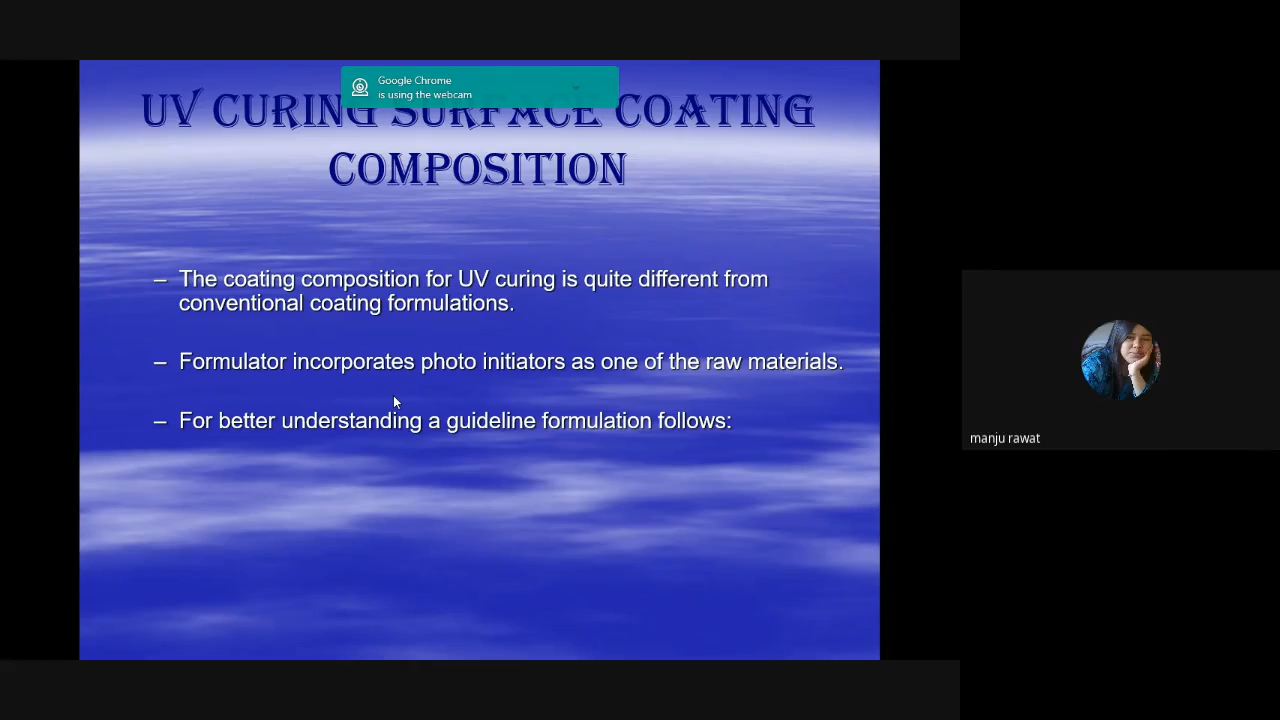 Google Chrome
is using the webcam
UV CURING SURFACE COATING
COMPOSITION
– The coating composition for UV curing is quite different from
conventional coating formulations.
– Formulator incorporates photo initiators as one of the raw materials.
– For better understanding a guideline formulation follows:
manju rawat